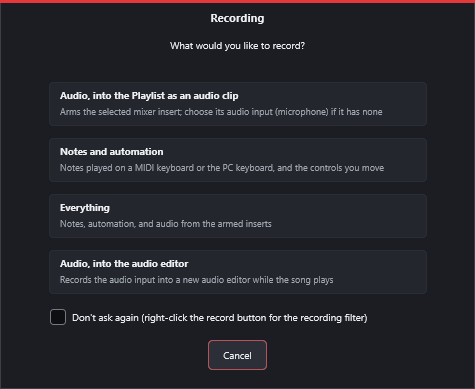 Recording
What would you like to record?
Audio, into the Playlist as an audio clip
Arms the selected mixer insert; choose its audio input (microphone) if it has none
Notes and automation
Notes played on a MIDI keyboard or the PC keyboard, and the controls you move
Everything
Notes, automation, and audio from the armed inserts
Audio, into the audio editor
Records the audio input into a new audio editor while the song plays
Don't ask again (right-click the record button for the recording filter)
Cancel